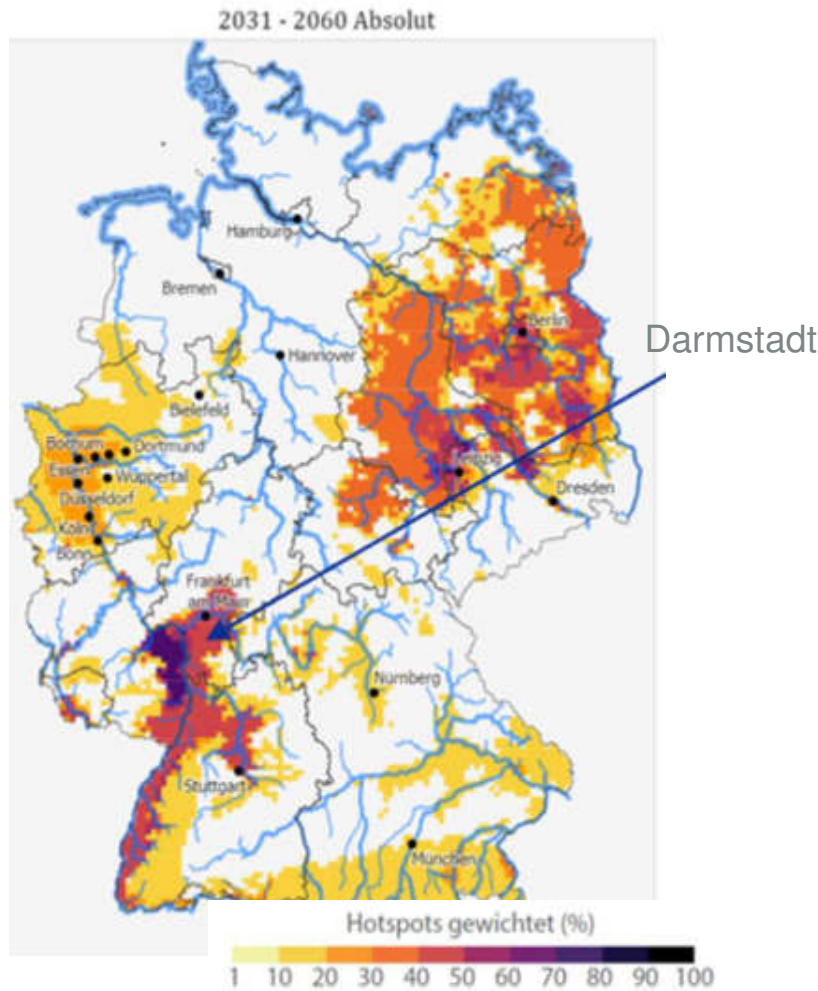 2031 - 2060 Absolut
Hamburg
Bremen
Hannover
Berlin
Darmstadt
Bielefeld
Bochum
Dortmund
Essen
Wuppertal
Leipzig
Düsseldorf
Dresden
Köln
Bonn
Frankfurt
am Main
Nürnberg
Stuttgart
München
Hotspots gewichtet (%)
1 10 20 30 40 50 60 70 80 90 100